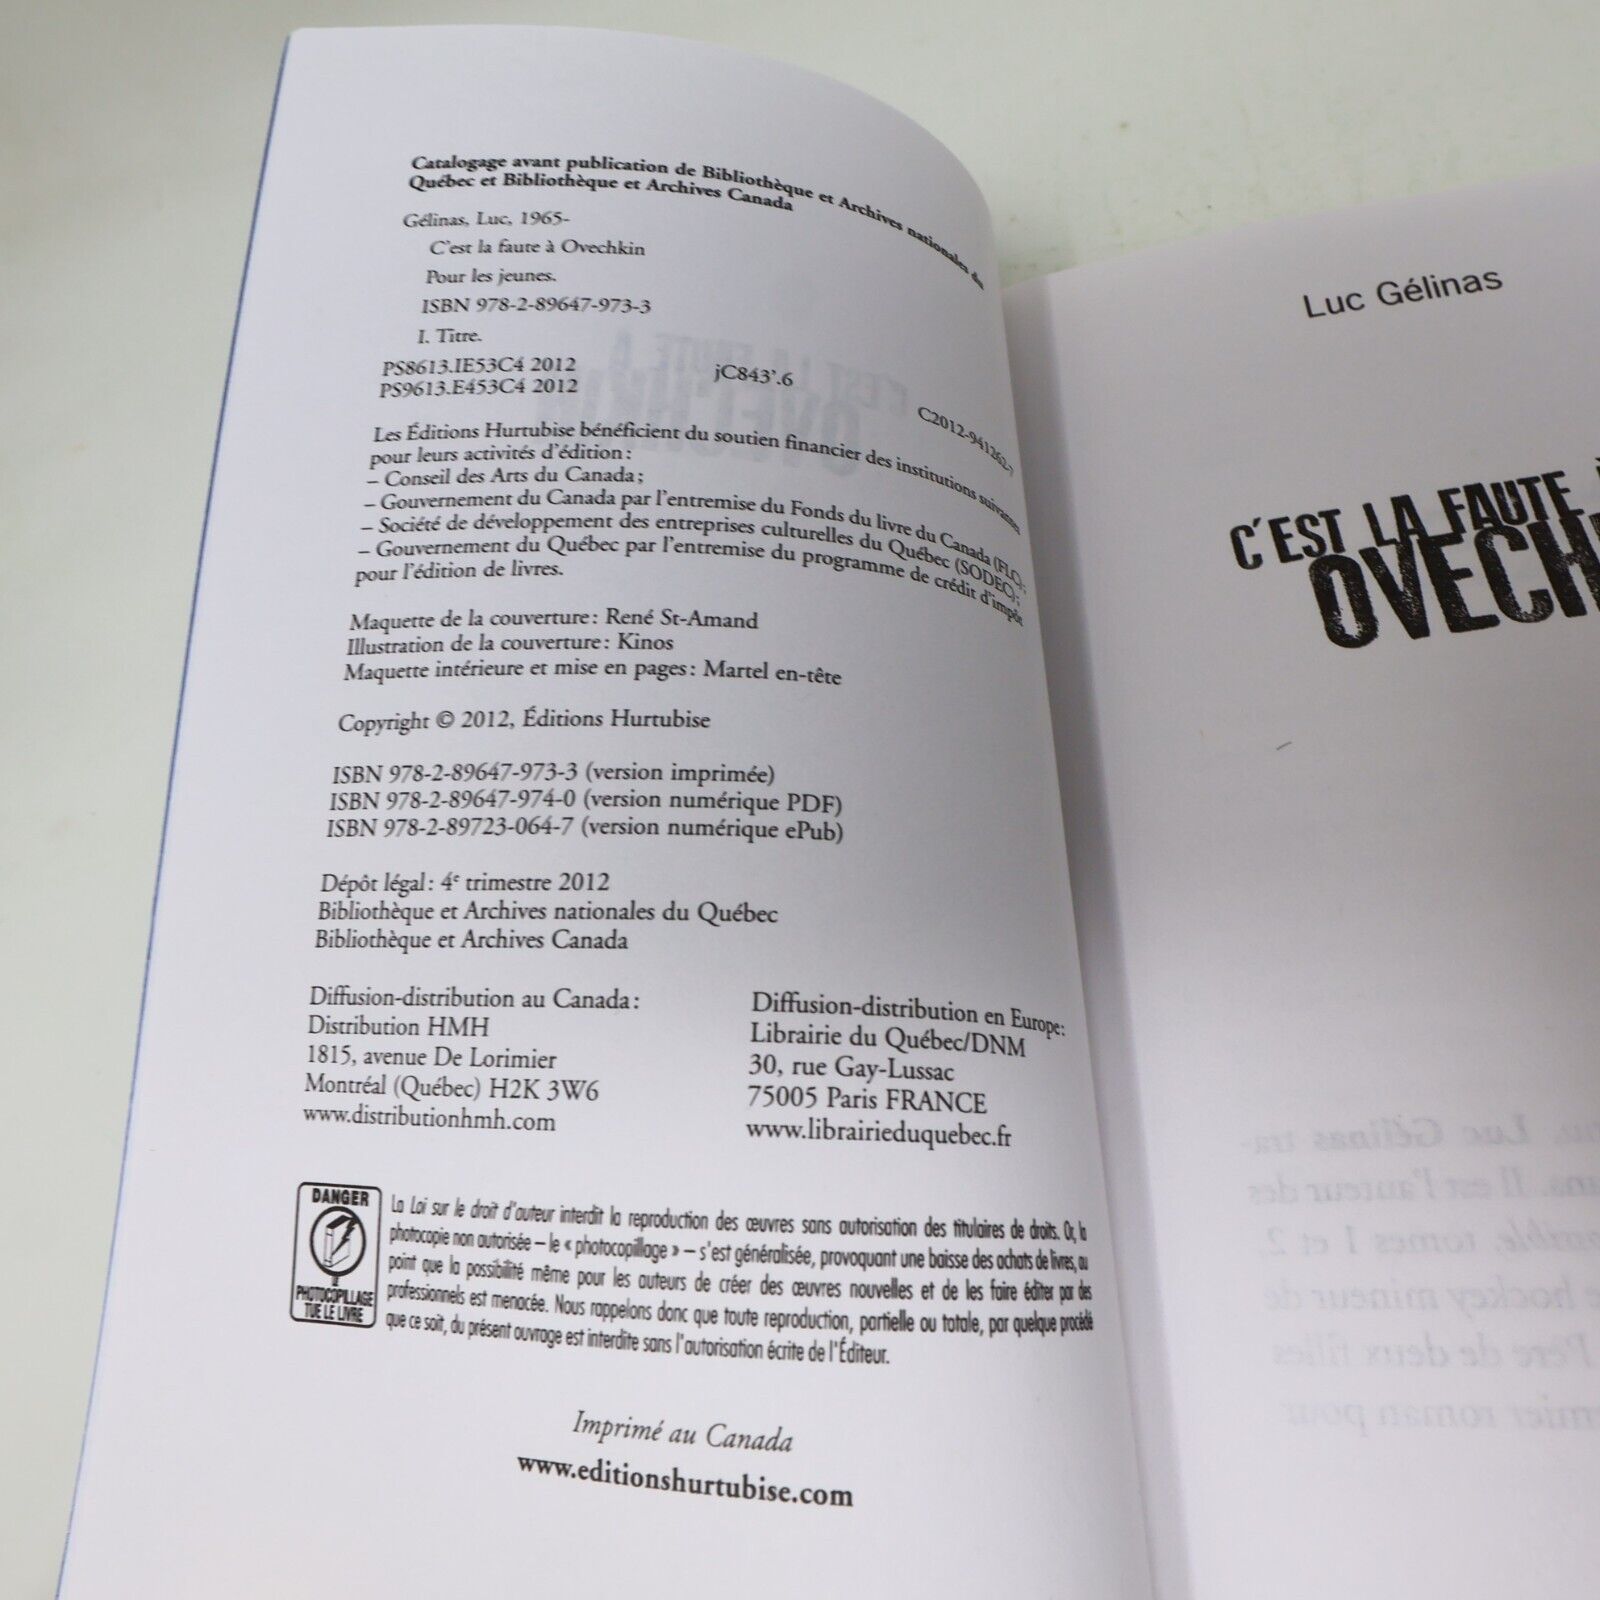 Catalogage avant publication de Bibliothèque et Archives nationales du
Québec et Bibliothèque et Archives Canada
Gélinas, Luc, 1965-
C'est la faute à Ovechkin
Pour les jeunes.
ISBN 978-2-89647-973-3
I. Titre.
PS8613.IE53C4 2012 jC843'.6 C2012-941262-7
PS9613.E453C4 2012
Les Éditions Hurtubise bénéficient du soutien financier des institutions suivantes
pour leurs activités d'édition :
– Conseil des Arts du Canada ;
– Gouvernement du Canada par l'entremise du Fonds du livre du Canada (FLC) ;
– Société de développement des entreprises culturelles du Québec (SODEC) ;
– Gouvernement du Québec par l'entremise du programme de crédit d'impôt
pour l'édition de livres.
Maquette de la couverture : René St-Amand
Illustration de la couverture : Kinos
Maquette intérieure et mise en pages : Martel en-tête
Copyright © 2012, Éditions Hurtubise
ISBN 978-2-89647-973-3 (version imprimée)
ISBN 978-2-89647-974-0 (version numérique PDF)
ISBN 978-2-89723-064-7 (version numérique ePub)
Dépôt légal : 4e trimestre 2012
Bibliothèque et Archives nationales du Québec
Bibliothèque et Archives Canada
Diffusion-distribution au Canada :
Distribution HMH
1815, avenue De Lorimier
Montréal (Québec) H2K 3W6
www.distributionhmh.com
Diffusion-distribution en Europe :
Librairie du Québec/DNM
30, rue Gay-Lussac
75005 Paris FRANCE
www.librairieduquebec.fr
DANGER
LE
PHOTOCOPILLAGE
TUE LE LIVRE
La Loi sur le droit d'auteur interdit la reproduction des œuvres sans autorisation des titulaires de droits. Or, la
photocopie non autorisée – le « photocopillage » – s'est généralisée, provoquant une baisse des achats de livres, au
point que la possibilité même pour les auteurs de créer des œuvres nouvelles et de les faire éditer par des
professionnels est menacée. Nous rappelons donc que toute reproduction, partielle ou totale, par quelque procédé
que ce soit, du présent ouvrage est interdite sans l'autorisation écrite de l'Éditeur.
Imprimé au Canada
www.editionshurtubise.com
Luc Gélinas
C'EST LA FAUTE À
OVECH